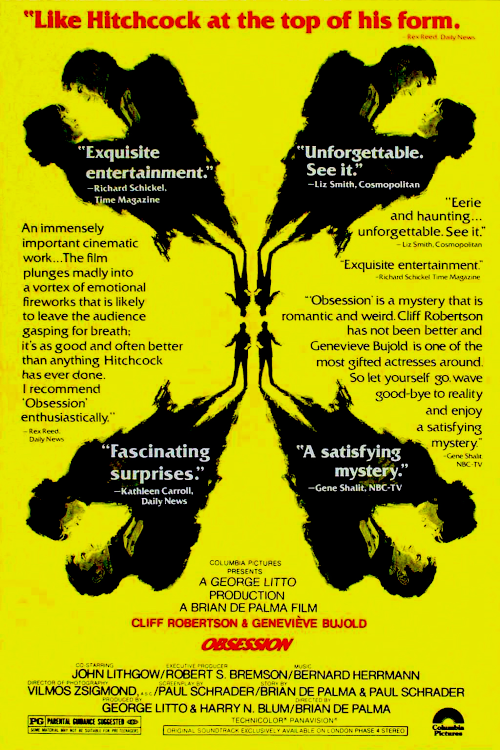 "Like Hitchcock at the top of his form.
- Rex Reed, Daily News
"Exquisite
entertainment."
—Richard Schickel,
Time Magazine
"Unforgettable.
See it."
—Liz Smith, Cosmopolitan
"Eerie
and haunting...
unforgettable. See it."
- Liz Smith, Cosmopolitan
"Exquisite entertainment."
-Richard Schickel Time Magazine
An immensely
important cinematic
work...The film
plunges madly into
a vortex of emotional
fireworks that is likely
to leave the audience
gasping for breath;
it's as good and often better
than anything Hitchcock
has ever done.
I recommend
'Obsession'
enthusiastically."
- Rex Reed,
Daily News
"'Obsession' is a mystery that is
romantic and weird. Cliff Robertson
has not been better and
Genevieve Bujold is one of the
most gifted actresses around.
So let yourself go, wave
good-bye to reality
and enjoy
a satisfying
mystery."
-Gene Shalit
NBC-TV
"Fascinating
surprises."
—Kathleen Carroll,
Daily News
"A satisfying
mystery."
—Gene Shalit, NBC-TV
COLUMBIA PICTURES
PRESENTS
A GEORGE LITTO
PRODUCTION
A BRIAN DE PALMA FILM
CLIFF ROBERTSON & GENEVIÈVE BUJOLD
OBSESSION
CO-STARRING EXECUTIVE PRODUCER MUSIC
JOHN LITHGOW/ROBERT S. BREMSON/BERNARD HERRMANN
DIRECTOR OF PHOTOGRAPHY SCREENPLAY BY STORY BY
VILMOS ZSIGMOND, A.S.C./PAUL SCHRADER/BRIAN DE PALMA & PAUL SCHRADER
PRODUCED BY DIRECTED BY
GEORGE LITTO & HARRY N. BLUM/BRIAN DE PALMA
TECHNICOLOR® PANAVISION®
PG PARENTAL GUIDANCE SUGGESTED
SOME MATERIAL MAY NOT BE SUITABLE FOR PRE-TEENAGERS
ORIGINAL SOUNDTRACK EXCLUSIVELY AVAILABLE ON LONDON PHASE 4 STEREO
Columbia
Pictures